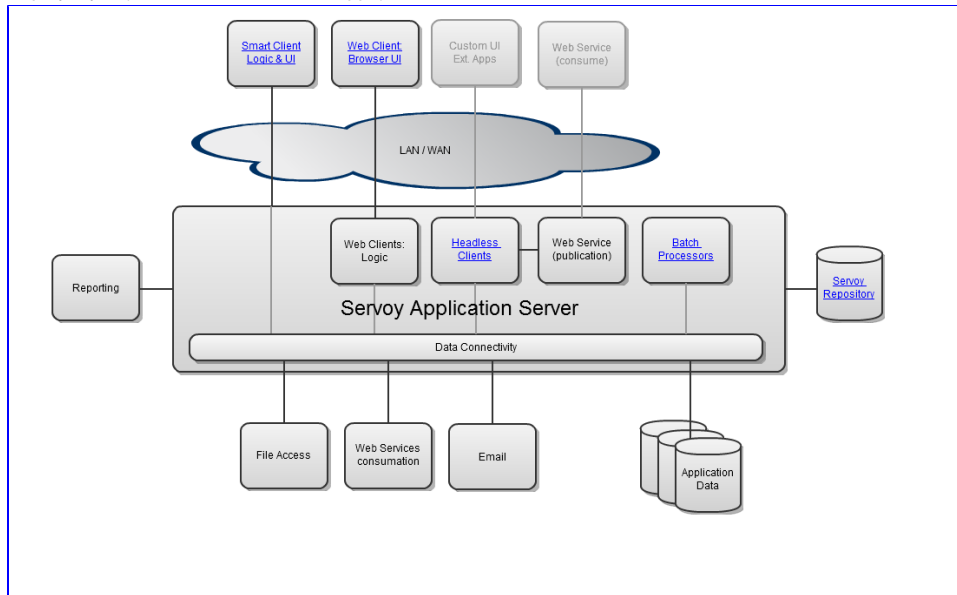 Smart Client
Logic & UI
Web Client:
Browser UI
Custom UI
Ext. Apps
Web Service
(consume)
LAN / WAN
Web Clients:
Logic
Headless
Clients
Web Service
(publication)
Batch
Processors
Reporting
Servoy
Repository
Servoy Application Server
Data Connectivity
File Access
Web Services
consumation
Email
Application
Data